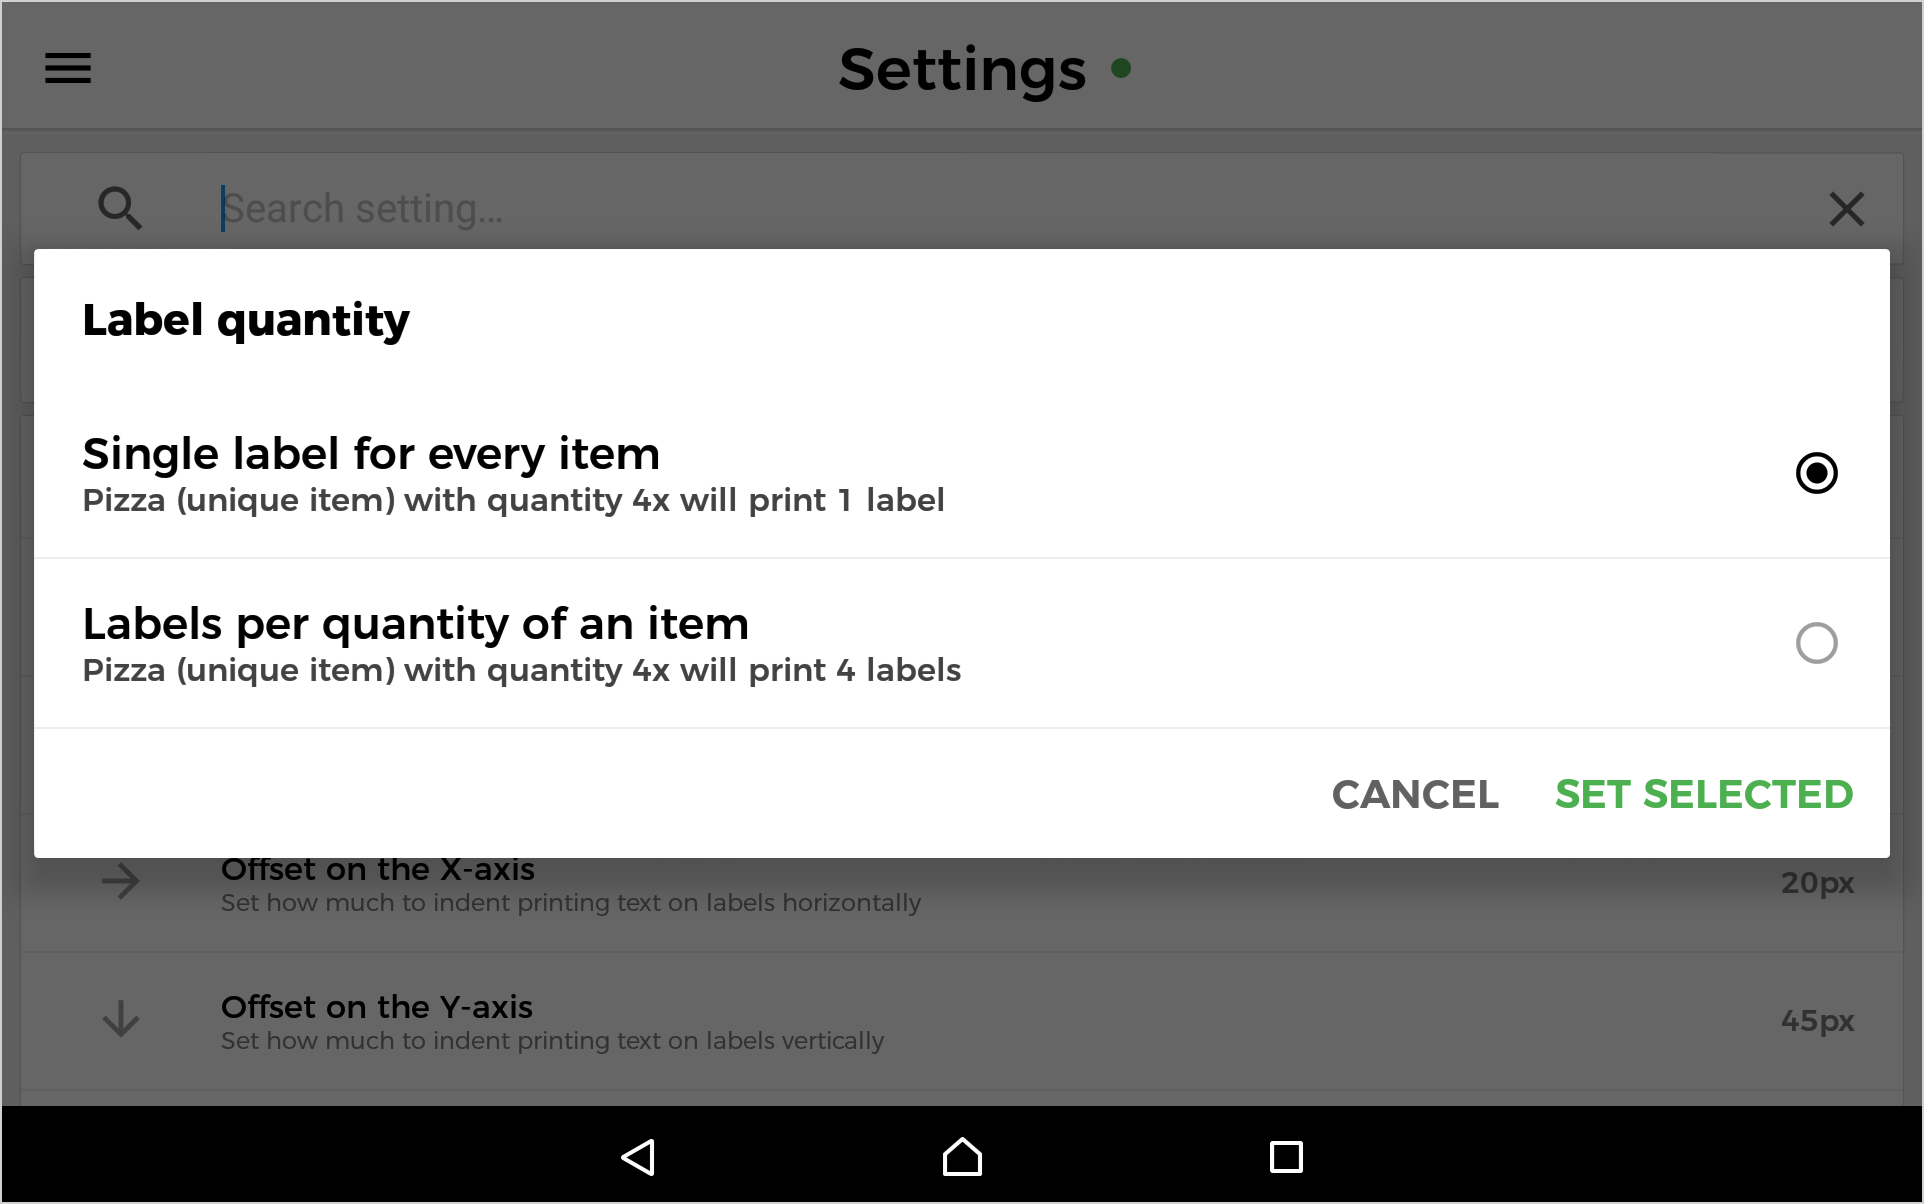 Settings
Search setting...
Label quantity
Single label for every item
Pizza (unique item) with quantity 4x will print 1 label
Labels per quantity of an item
Pizza (unique item) with quantity 4x will print 4 labels
CANCEL SET SELECTED
Offset on the X-axis
20px
Set how much to indent printing text on labels horizontally
Offset on the Y-axis
45px
Set how much to indent printing text on labels vertically